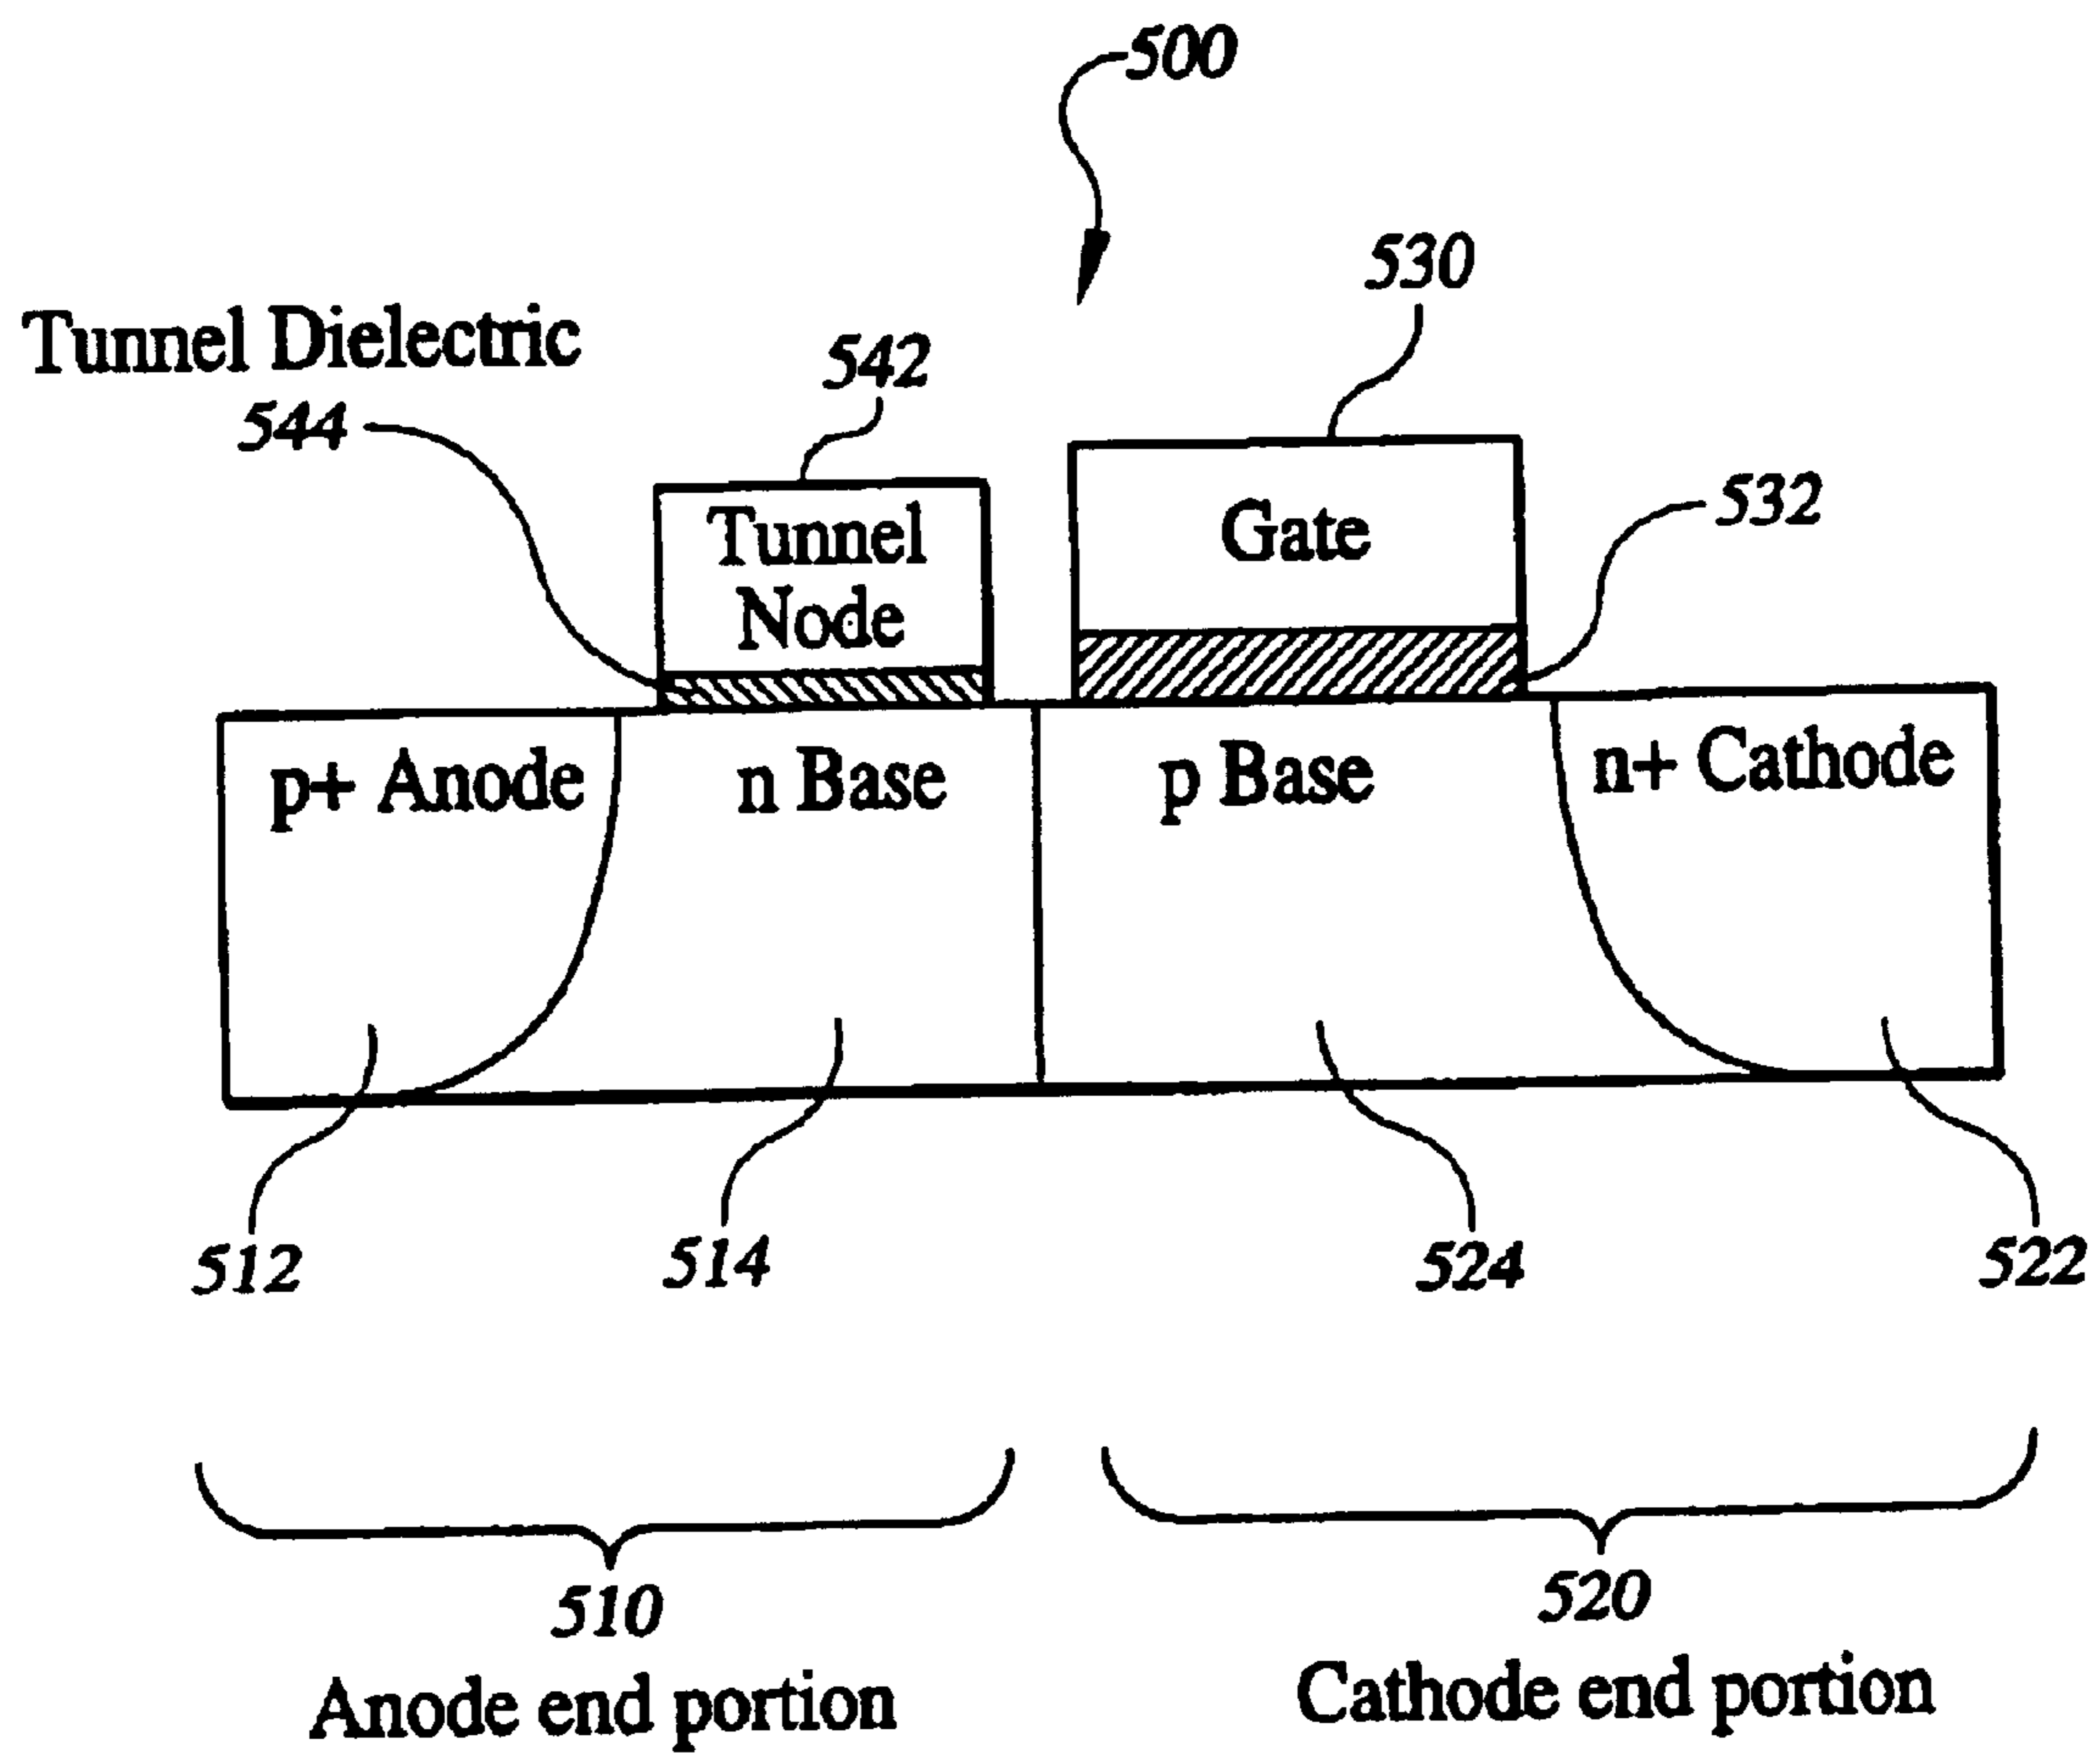 500
530
Tunnel Dielectric
542
544
532
Tunnel
Node
Gate
p+ Anode
n Base
p Base
n+ Cathode
512
514
524
522
510
520
Anode end portion
Cathode end portion